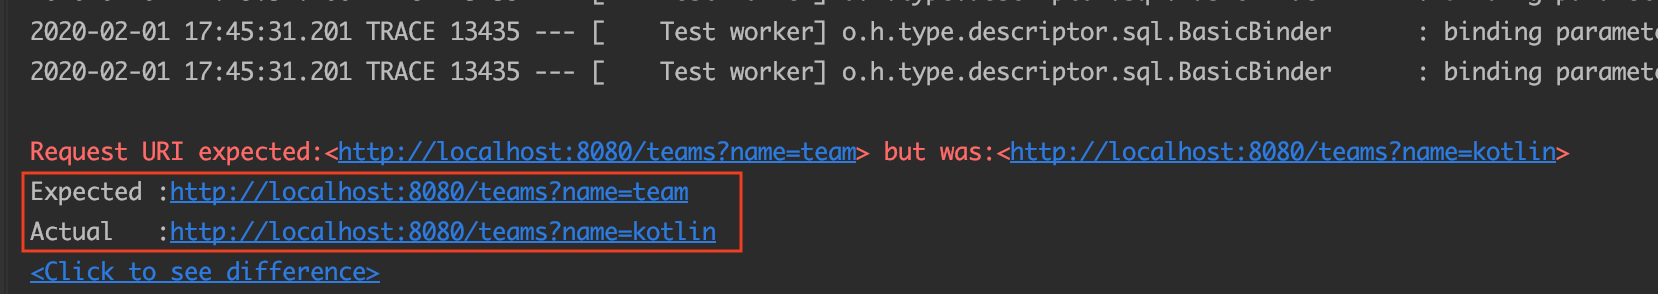 2020-02-01 17:45:31.201 TRACE 13435 --- [    Test worker] o.h.type.descriptor.sql.BasicBinder      : binding
2020-02-01 17:45:31.201 TRACE 13435 --- [    Test worker] o.h.type.descriptor.sql.BasicBinder      : binding
Request URI expected:<http://localhost:8080/teams?name=team> but was:<http://localhost:8080/teams?name=kotlin>
Expected :http://localhost:8080/teams?name=team
Actual   :http://localhost:8080/teams?name=kotlin
<Click to see difference>